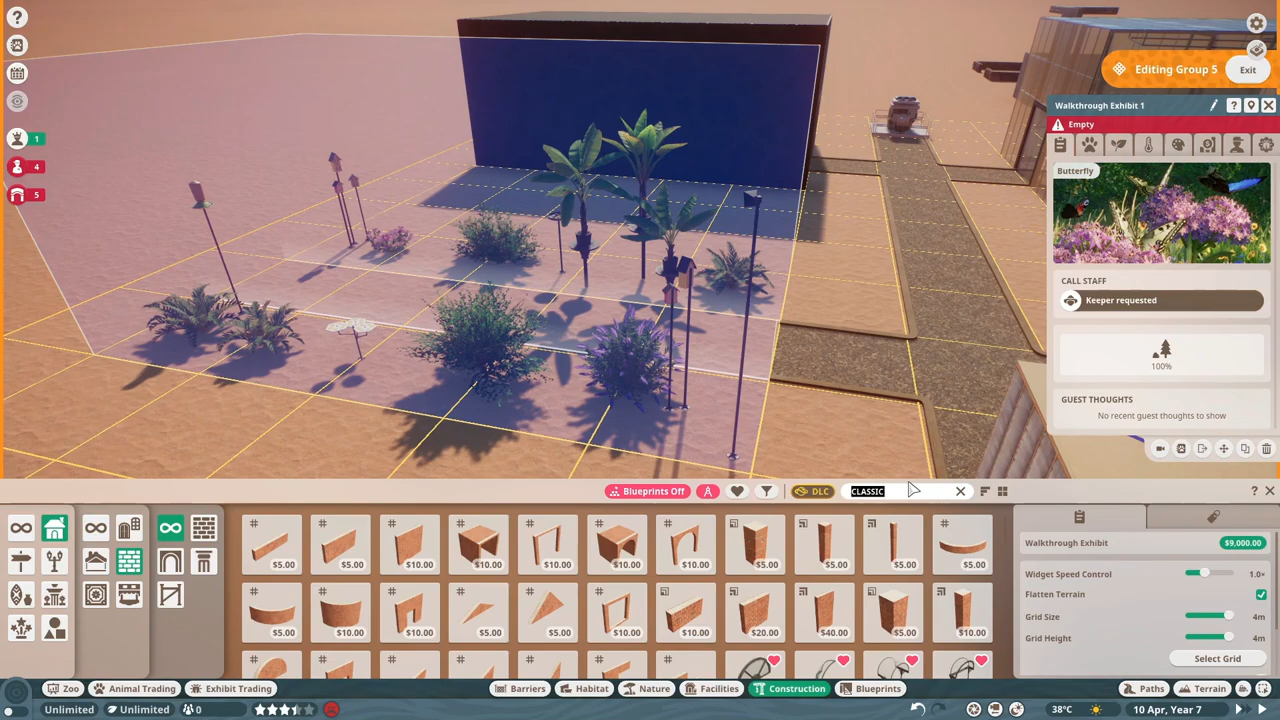 Editing Group 5
Exit
Walkthrough Exhibit 1
Empty
1
4
5
Butterfly
CALL STAFF
Keeper requested
100%
GUEST THOUGHTS
No recent guest thoughts to show
Blueprints Off
DLC
CLASSIC
$5.00 $5.00 $10.00 $10.00 $10.00 $10.00 $10.00 $5.00 $5.00 $5.00 $5.00
$5.00 $10.00 $10.00 $5.00 $5.00 $10.00 $10.00 $20.00 $40.00 $5.00 $10.00
Walkthrough Exhibit $9,000.00
Widget Speed Control 1.0×
Flatten Terrain
Grid Size 4m
Grid Height 4m
Select Grid
Zoo Animal Trading Exhibit Trading Barriers Habitat Nature Facilities Construction Blueprints Paths Terrain
Unlimited Unlimited 0 38°C 10 Apr, Year 7